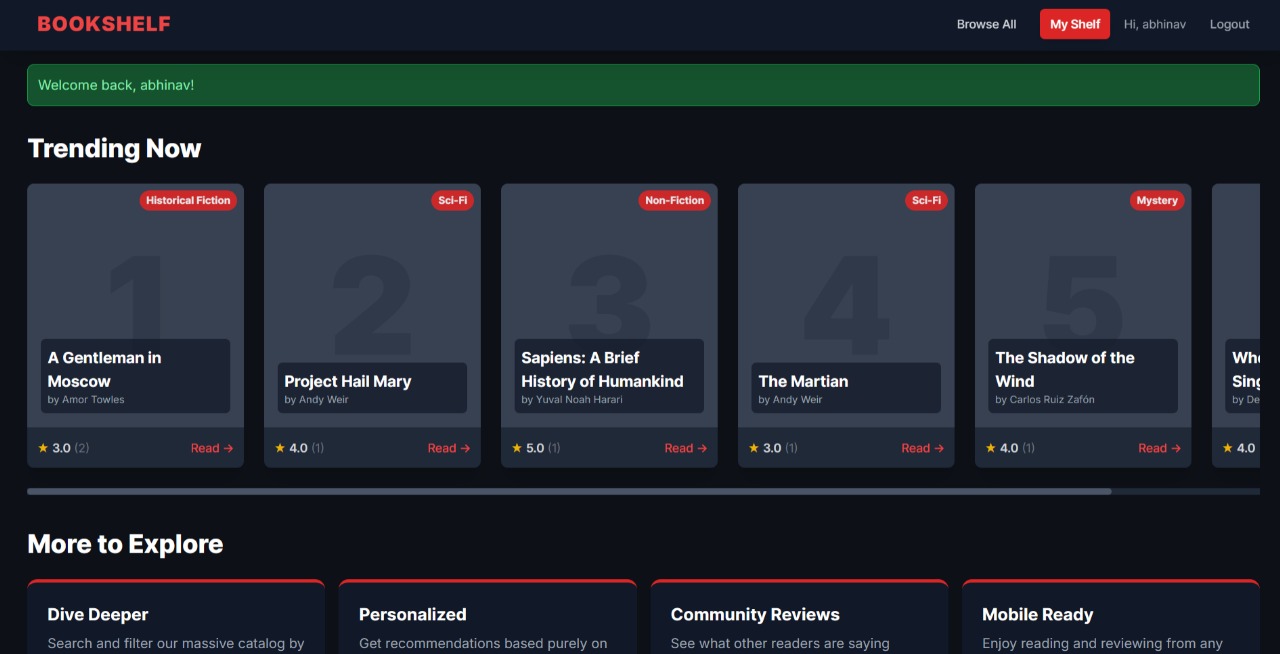 BOOKSHELF
Browse All
My Shelf
Hi, abhinav
Logout
Welcome back, abhinav!
Trending Now
Historical Fiction
1
A Gentleman in
Moscow
by Amor Towles
★ 3.0 (2)
Read →
Sci-Fi
2
Project Hail Mary
by Andy Weir
★ 4.0 (1)
Read →
Non-Fiction
3
Sapiens: A Brief
History of Humankind
by Yuval Noah Harari
★ 5.0 (1)
Read →
Sci-Fi
4
The Martian
by Andy Weir
★ 3.0 (1)
Read →
Mystery
5
The Shadow of the
Wind
by Carlos Ruiz Zafón
★ 4.0 (1)
Read →
Sing
by De
★ 4.0
More to Explore
Dive Deeper
Search and filter our massive catalog by
Personalized
Get recommendations based purely on
Community Reviews
See what other readers are saying
Mobile Ready
Enjoy reading and reviewing from any